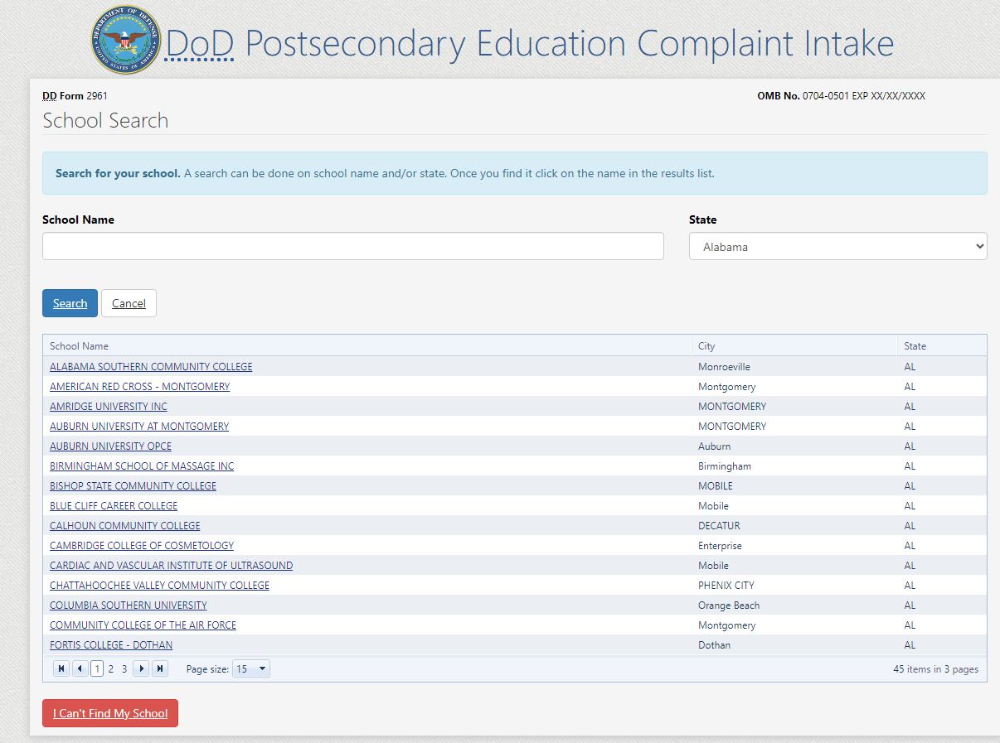 DEPARTMENT OF DEFENSE
UNITED STATES OF AMERICA
DoD Postsecondary Education Complaint Intake
DD Form 2961 OMB No. 0704-0501 EXP XX/XX/XXXX
School Search
Search for your school. A search can be done on school name and/or state. Once you find it click on the name in the results list.
School Name State
Alabama
Search Cancel
School Name City State
ALABAMA SOUTHERN COMMUNITY COLLEGE Monroeville AL
AMERICAN RED CROSS - MONTGOMERY Montgomery AL
AMRIDGE UNIVERSITY INC MONTGOMERY AL
AUBURN UNIVERSITY AT MONTGOMERY MONTGOMERY AL
AUBURN UNIVERSITY OPCE Auburn AL
BIRMINGHAM SCHOOL OF MASSAGE INC Birmingham AL
BISHOP STATE COMMUNITY COLLEGE MOBILE AL
BLUE CLIFF CAREER COLLEGE Mobile AL
CALHOUN COMMUNITY COLLEGE DECATUR AL
CAMBRIDGE COLLEGE OF COSMETOLOGY Enterprise AL
CARDIAC AND VASCULAR INSTITUTE OF ULTRASOUND Mobile AL
CHATTAHOOCHEE VALLEY COMMUNITY COLLEGE PHENIX CITY AL
COLUMBIA SOUTHERN UNIVERSITY Orange Beach AL
COMMUNITY COLLEGE OF THE AIR FORCE Montgomery AL
FORTIS COLLEGE - DOTHAN Dothan AL
1 2 3 Page size: 15 45 items in 3 pages
I Can't Find My School